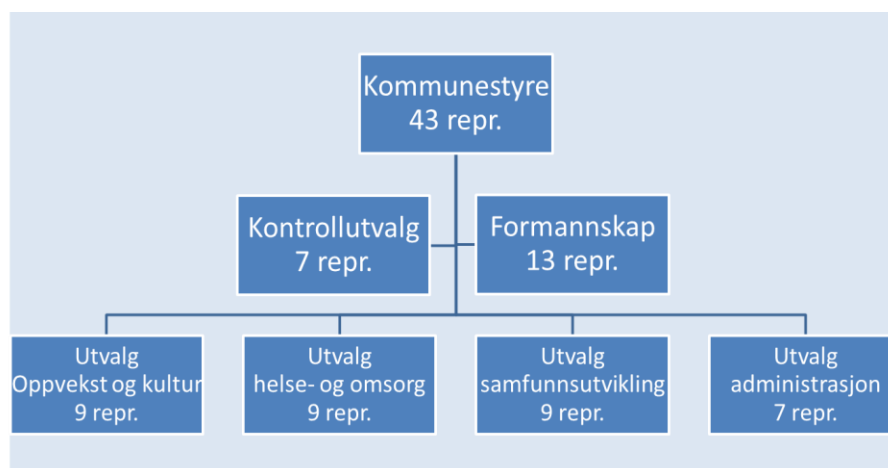 Kommunestyre
43 repr.
Kontrollutvalg
7 repr.
Formannskap
13 repr.
Utvalg
Oppvekst og kultur
9 repr.
Utvalg
helse- og omsorg
9 repr.
Utvalg
samfunnsutvikling
9 repr.
Utvalg
administrasjon
7 repr.